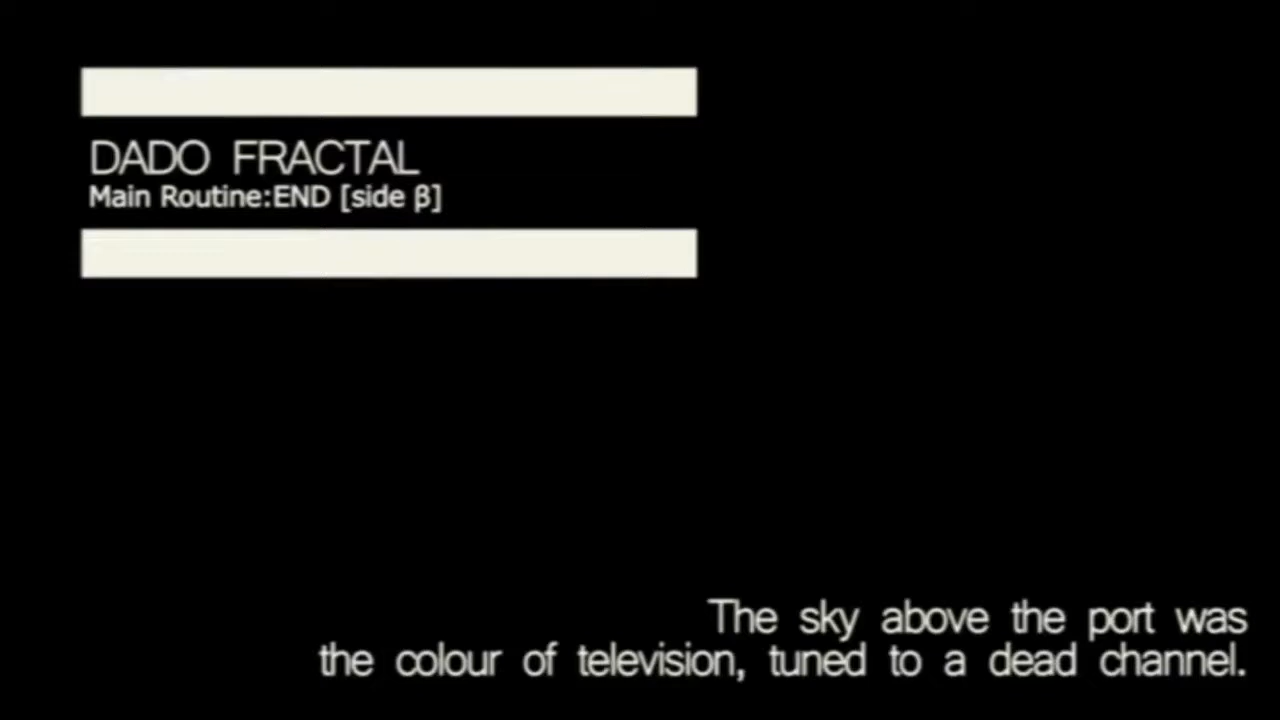 DADO FRACTAL
Main Routine:END [side β]
The sky above the port was
the colour of television, tuned to a dead channel.